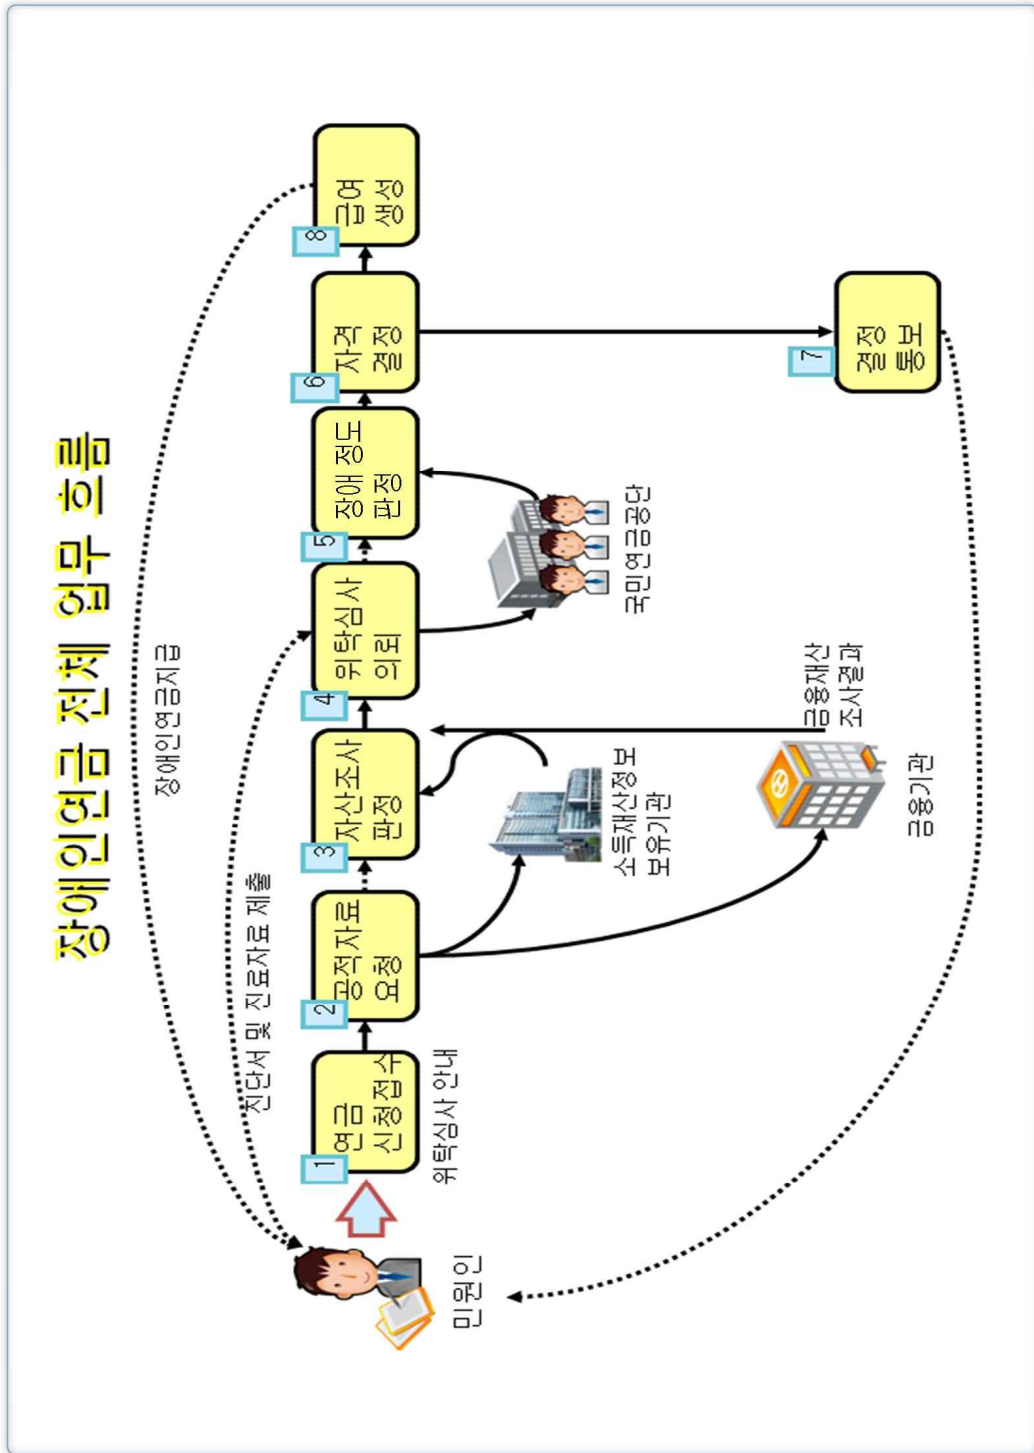 장애인연금 전체 업무 흐름
장애인연금지급
진단서 및 진료자료 제출
1
연금
신청접수
2
공적자료
요청
3
자산조사
판정
4
위탁심사
의뢰
5
장애 정도
판정
6
자격
결정
8
급여
생성
민원인
위탁심사 안내
소득재산정보
보유기관
국민연금공단
금융재산
조사결과
금융기관
7
결정
통보